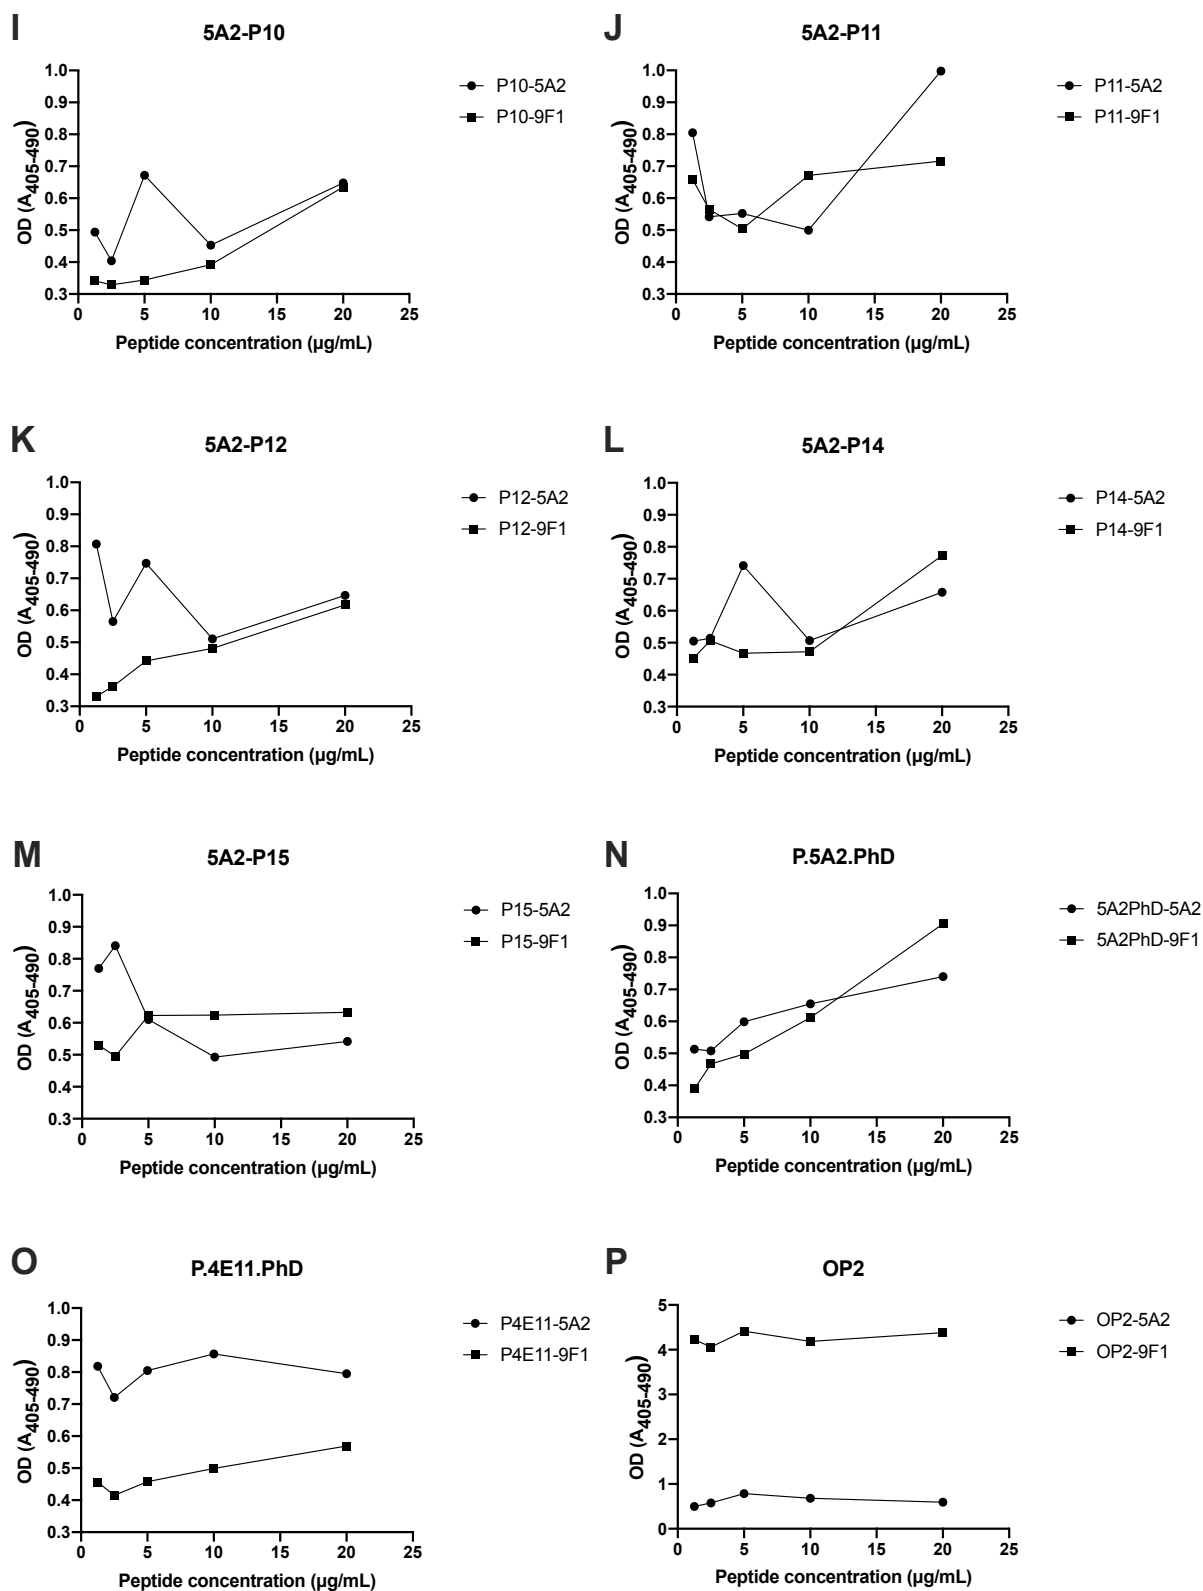 I
5A2-P10
1.0
0.9
0.8
0.7
0.6
0.5
0.4
0.3
OD (A405-490)
0 5 10 15 20 25
Peptide concentration (µg/mL)
P10-5A2
P10-9F1
J
5A2-P11
1.0
0.9
0.8
0.7
0.6
0.5
0.4
0.3
OD (A405-490)
0 5 10 15 20 25
Peptide concentration (µg/mL)
P11-5A2
P11-9F1
K
5A2-P12
1.0
0.9
0.8
0.7
0.6
0.5
0.4
0.3
OD (A405-490)
0 5 10 15 20 25
Peptide concentration (µg/mL)
P12-5A2
P12-9F1
L
5A2-P14
1.0
0.9
0.8
0.7
0.6
0.5
0.4
0.3
OD (A405-490)
0 5 10 15 20 25
Peptide concentration (µg/mL)
P14-5A2
P14-9F1
M
5A2-P15
1.0
0.9
0.8
0.7
0.6
0.5
0.4
0.3
OD (A405-490)
0 5 10 15 20 25
Peptide concentration (µg/mL)
P15-5A2
P15-9F1
N
P.5A2.PhD
1.0
0.9
0.8
0.7
0.6
0.5
0.4
0.3
OD (A405-490)
0 5 10 15 20 25
Peptide concentration (µg/mL)
5A2PhD-5A2
5A2PhD-9F1
O
P.4E11.PhD
1.0
0.9
0.8
0.7
0.6
0.5
0.4
0.3
OD (A405-490)
0 5 10 15 20 25
Peptide concentration (µg/mL)
P4E11-5A2
P4E11-9F1
P
OP2
5
4
3
2
1
0
OD (A405-490)
0 5 10 15 20 25
Peptide concentration (µg/mL)
OP2-5A2
OP2-9F1